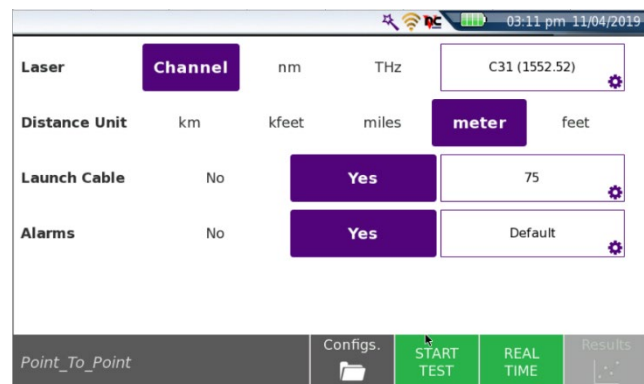 03:11 pm 11/04/2019
Laser Channel nm THz C31 (1552.52)
Distance Unit km kfeet miles meter feet
Launch Cable No Yes 75
Alarms No Yes Default
Point_To_Point
Configs.
START TEST
REAL TIME
Results